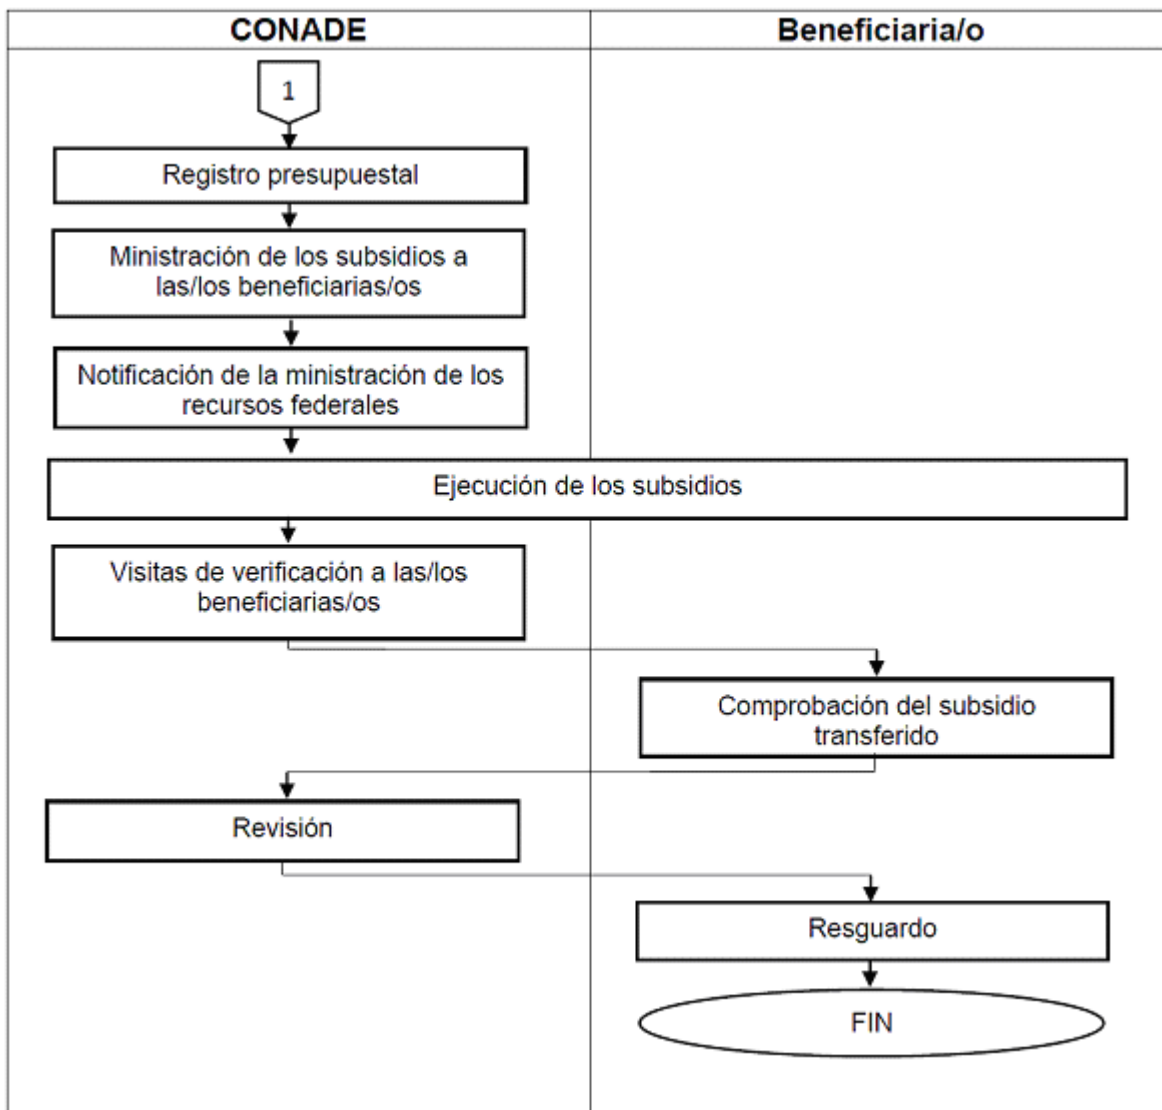 CONADE
Beneficiaria/o
1
Registro presupuestal
Ministración de los subsidios a
las/los beneficiarias/os
Notificación de la ministración de los
recursos federales
Ejecución de los subsidios
Visitas de verificación a las/los
beneficiarias/os
Comprobación del subsidio
transferido
Revisión
Resguardo
FIN